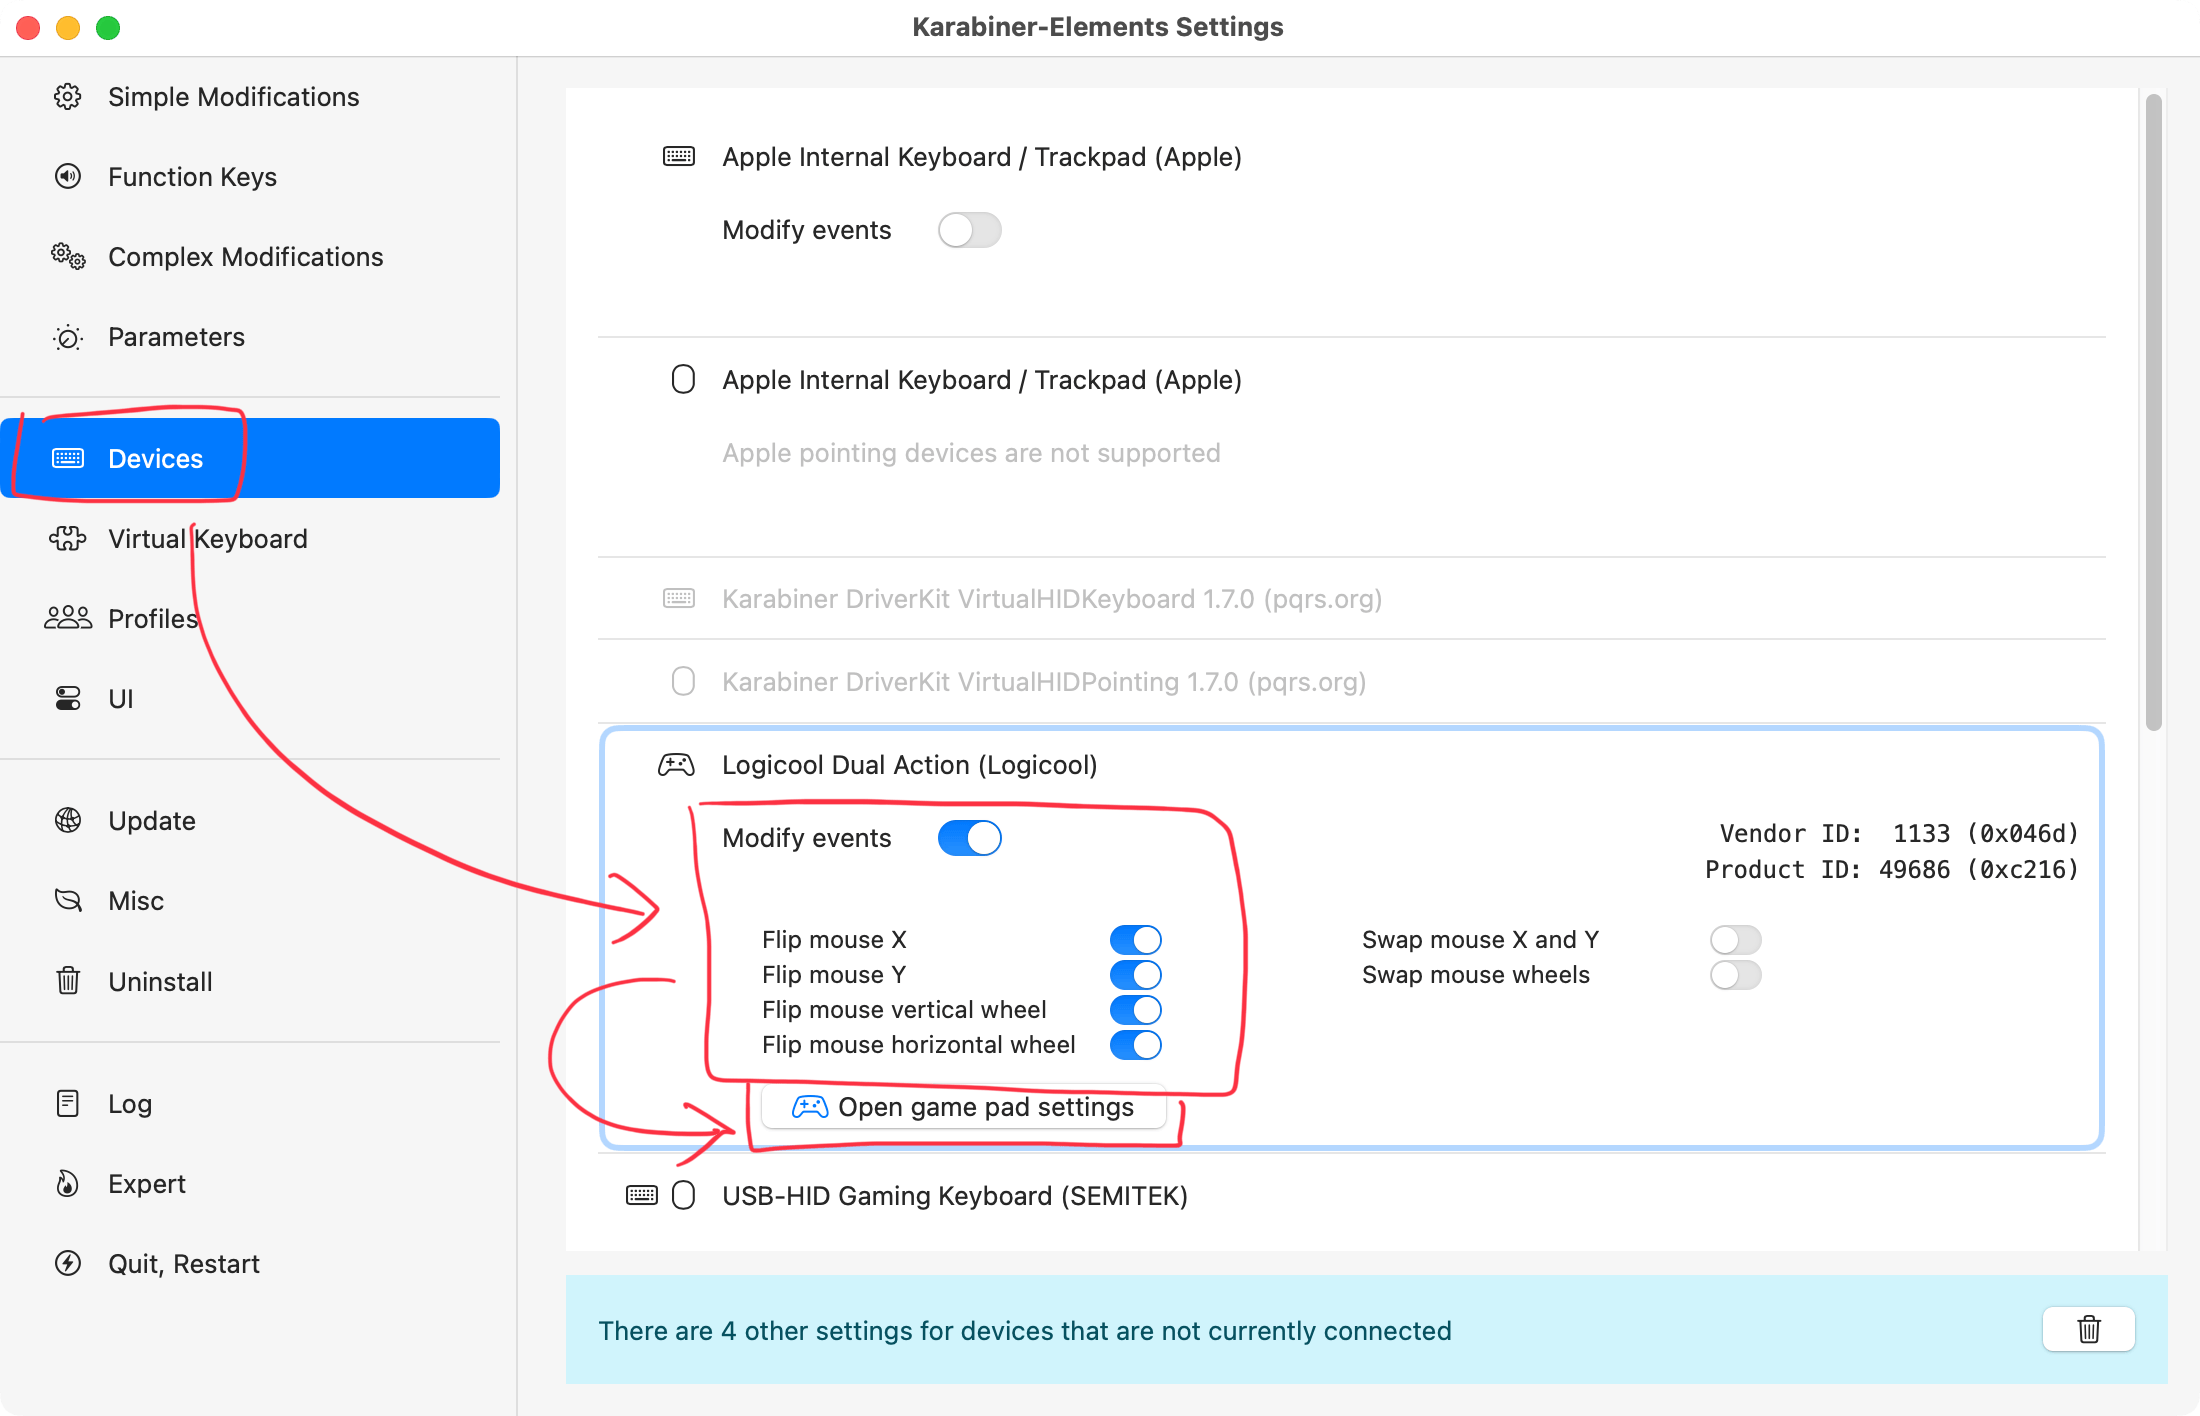 Karabiner-Elements Settings
Simple Modifications
Function Keys
Complex Modifications
Parameters
Devices
Virtual Keyboard
Profiles
UI
Update
Misc
Uninstall
Log
Expert
Quit, Restart
Apple Internal Keyboard / Trackpad (Apple)
Modify events
Apple Internal Keyboard / Trackpad (Apple)
Apple pointing devices are not supported
Karabiner DriverKit VirtualHIDKeyboard 1.7.0 (pqrs.org)
Karabiner DriverKit VirtualHIDPointing 1.7.0 (pqrs.org)
Logicool Dual Action (Logicool)
Modify events
Vendor ID: 1133 (0x046d)
Product ID: 49686 (0xc216)
Flip mouse X
Flip mouse Y
Flip mouse vertical wheel
Flip mouse horizontal wheel
Swap mouse X and Y
Swap mouse wheels
Open game pad settings
USB-HID Gaming Keyboard (SEMITEK)
There are 4 other settings for devices that are not currently connected